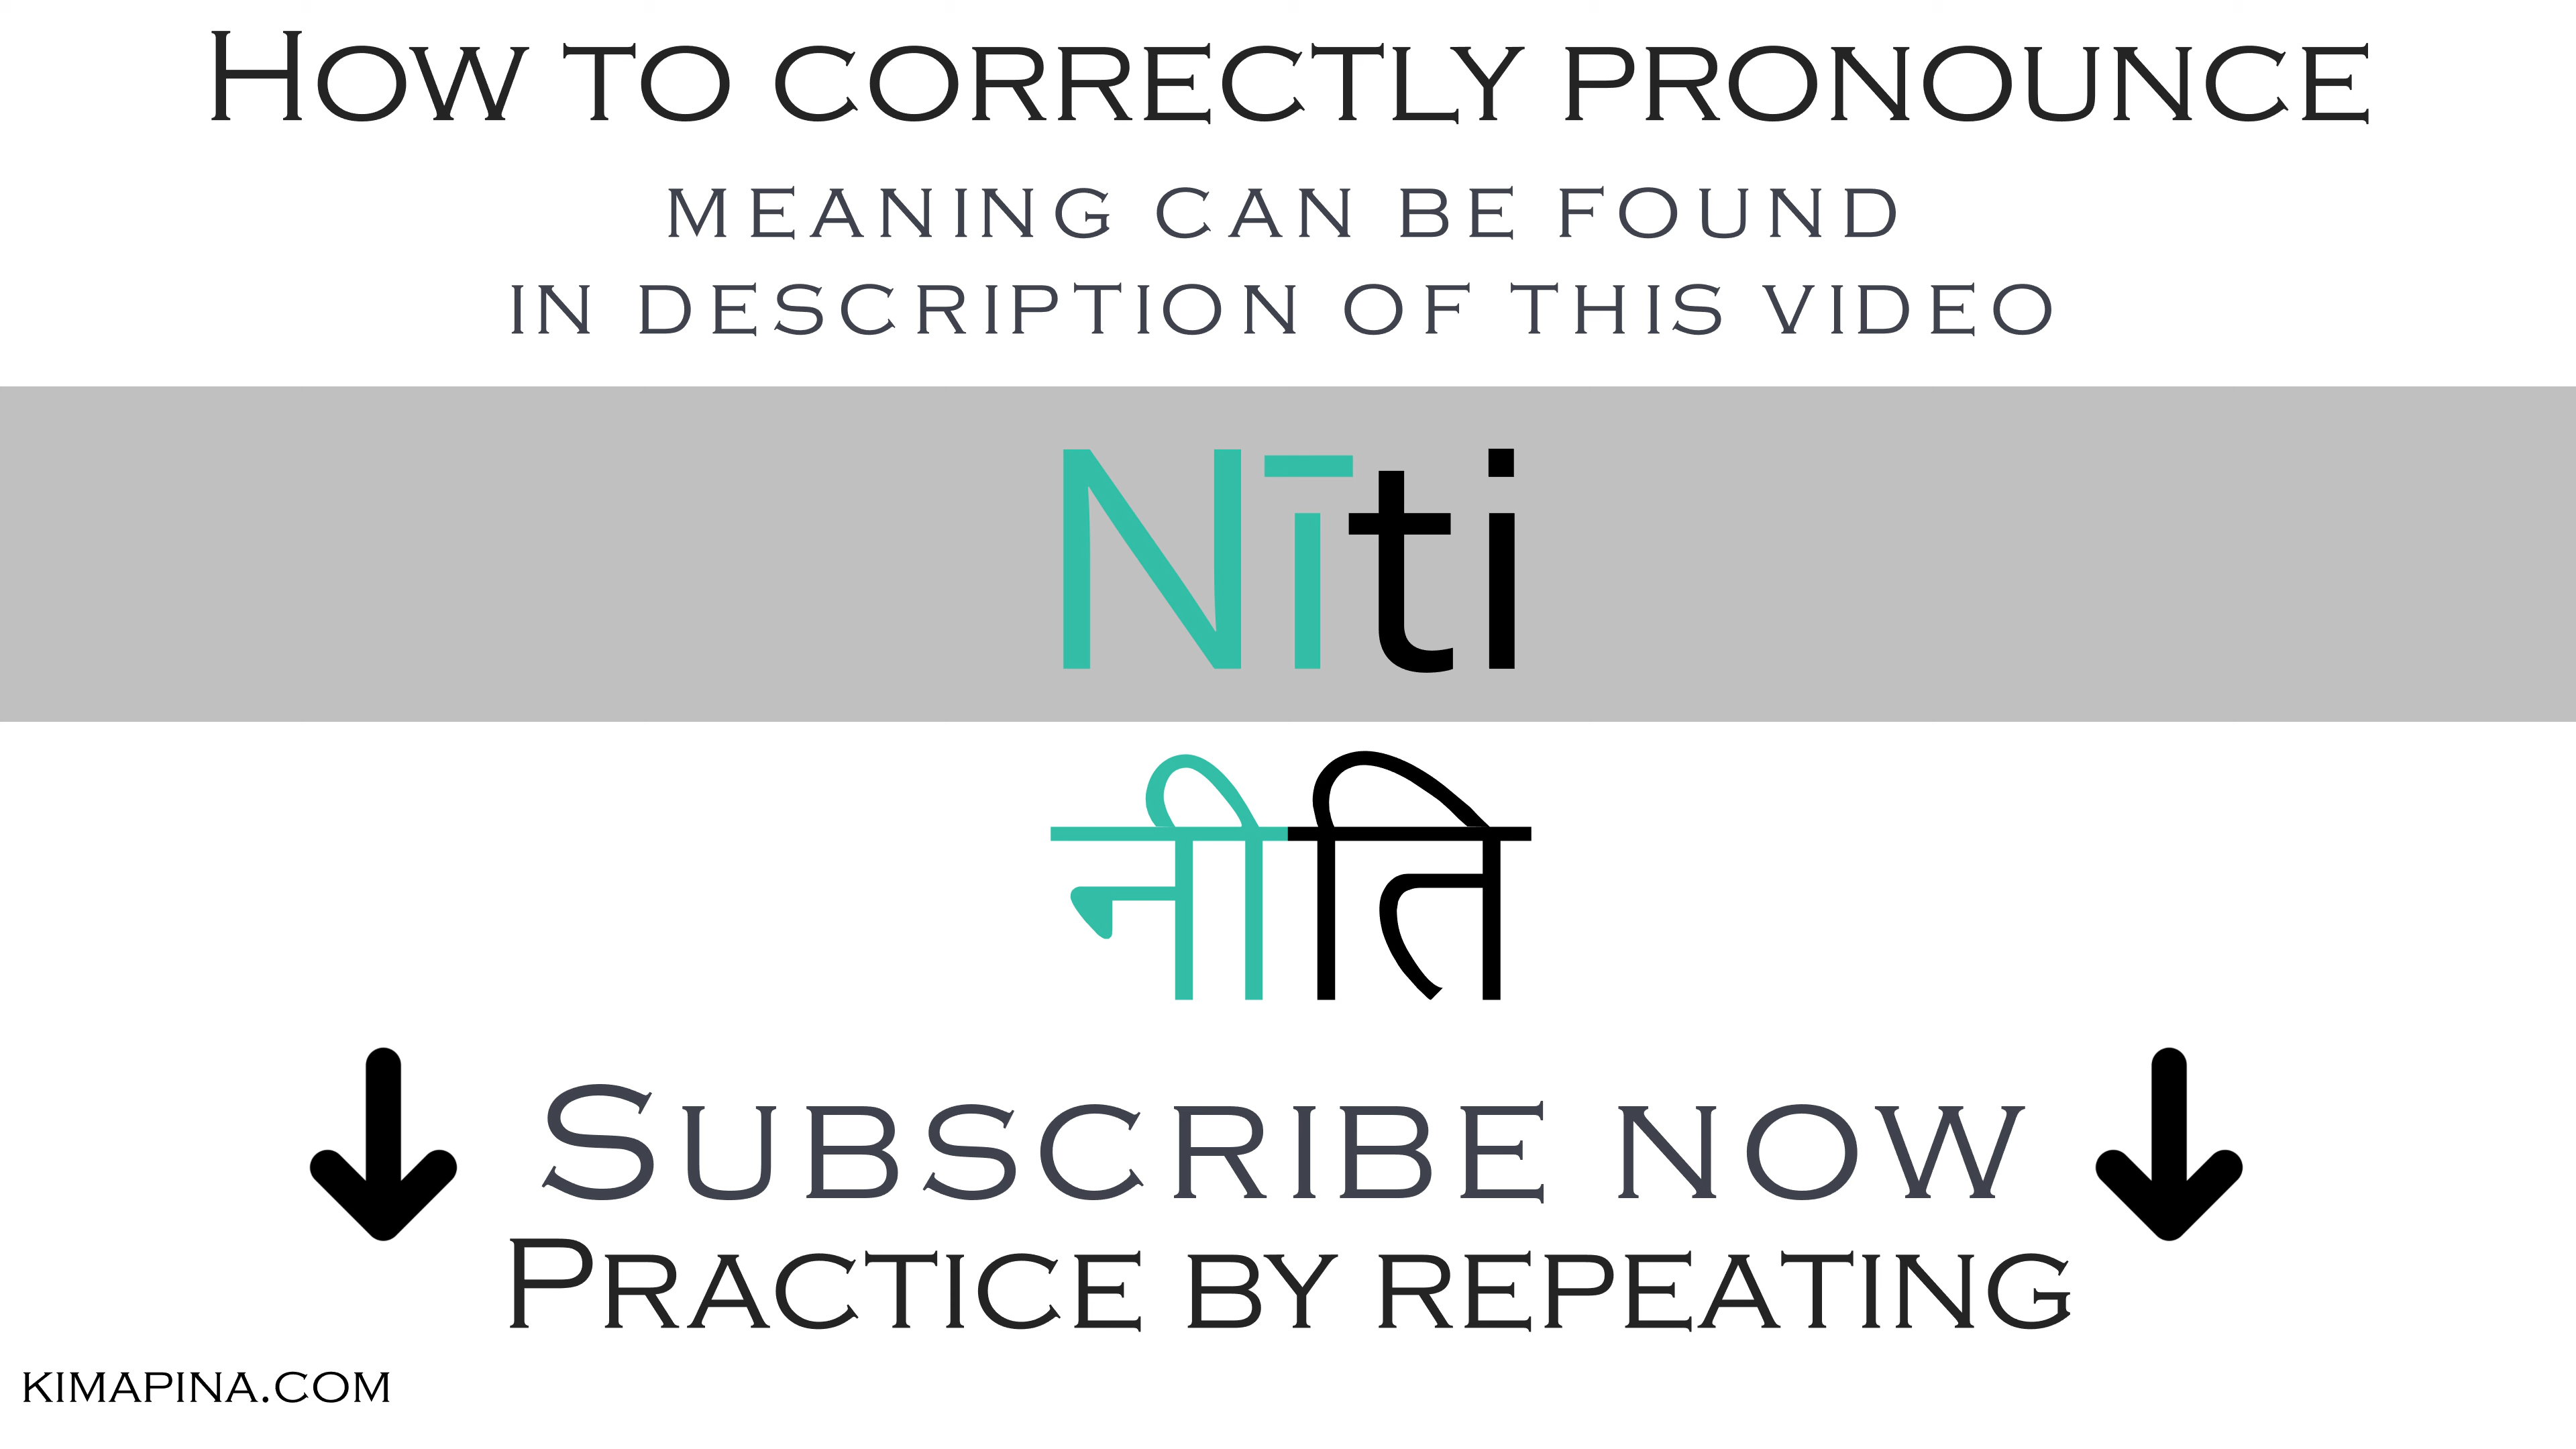 How to correctly pronounce
meaning can be found
in description of this video
Nīti
नीति
Subscribe now
Practice by repeating
kimapina.com